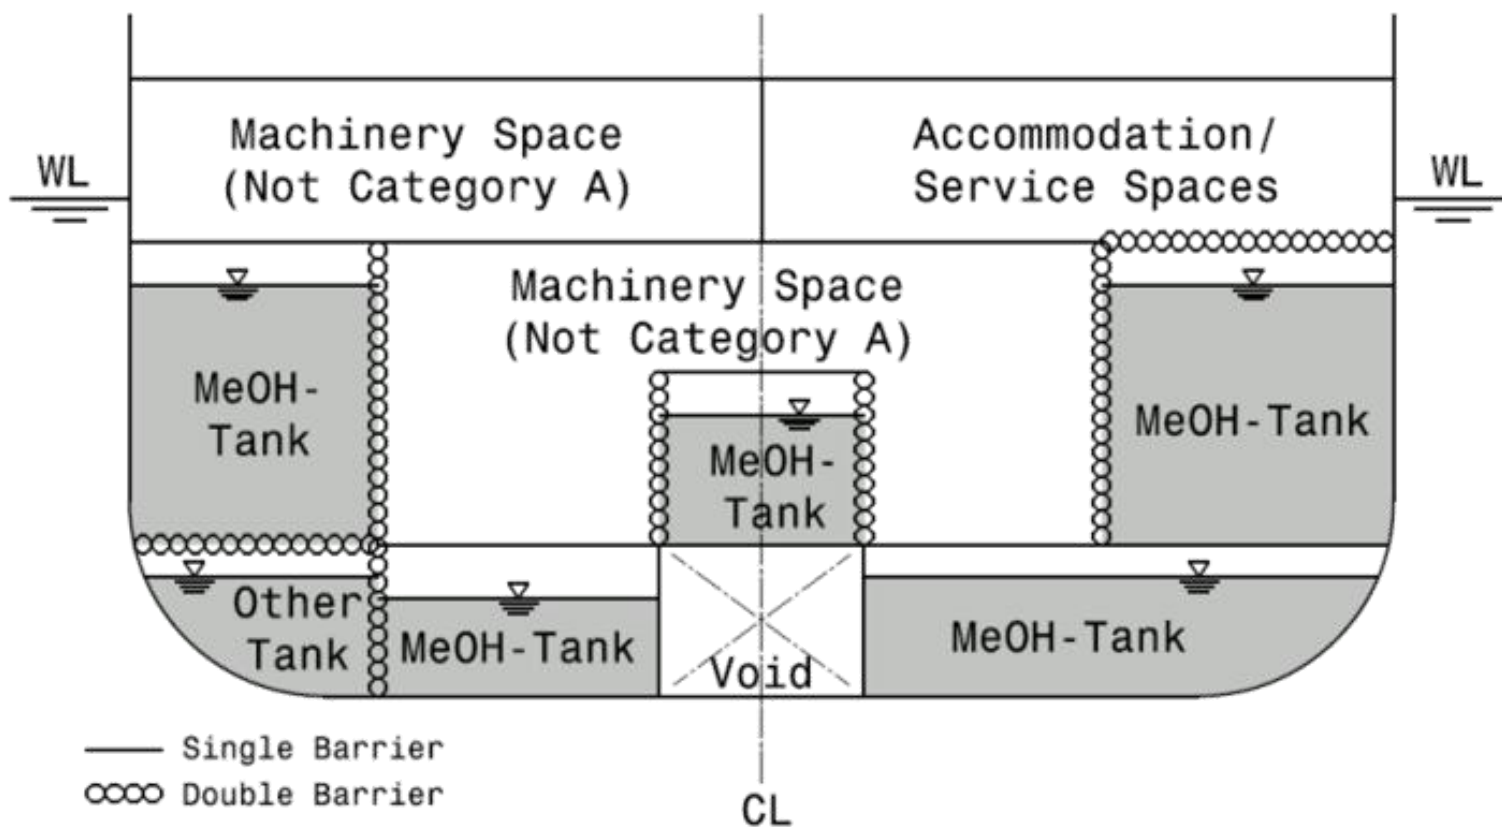 Machinery Space
(Not Category A)
Accommodation/
Service Spaces
WL
WL
Machinery Space
(Not Category A)
MeOH-
Tank
MeOH-
Tank
MeOH-Tank
Other
Tank
MeOH-Tank
Void
MeOH-Tank
Single Barrier
Double Barrier
CL